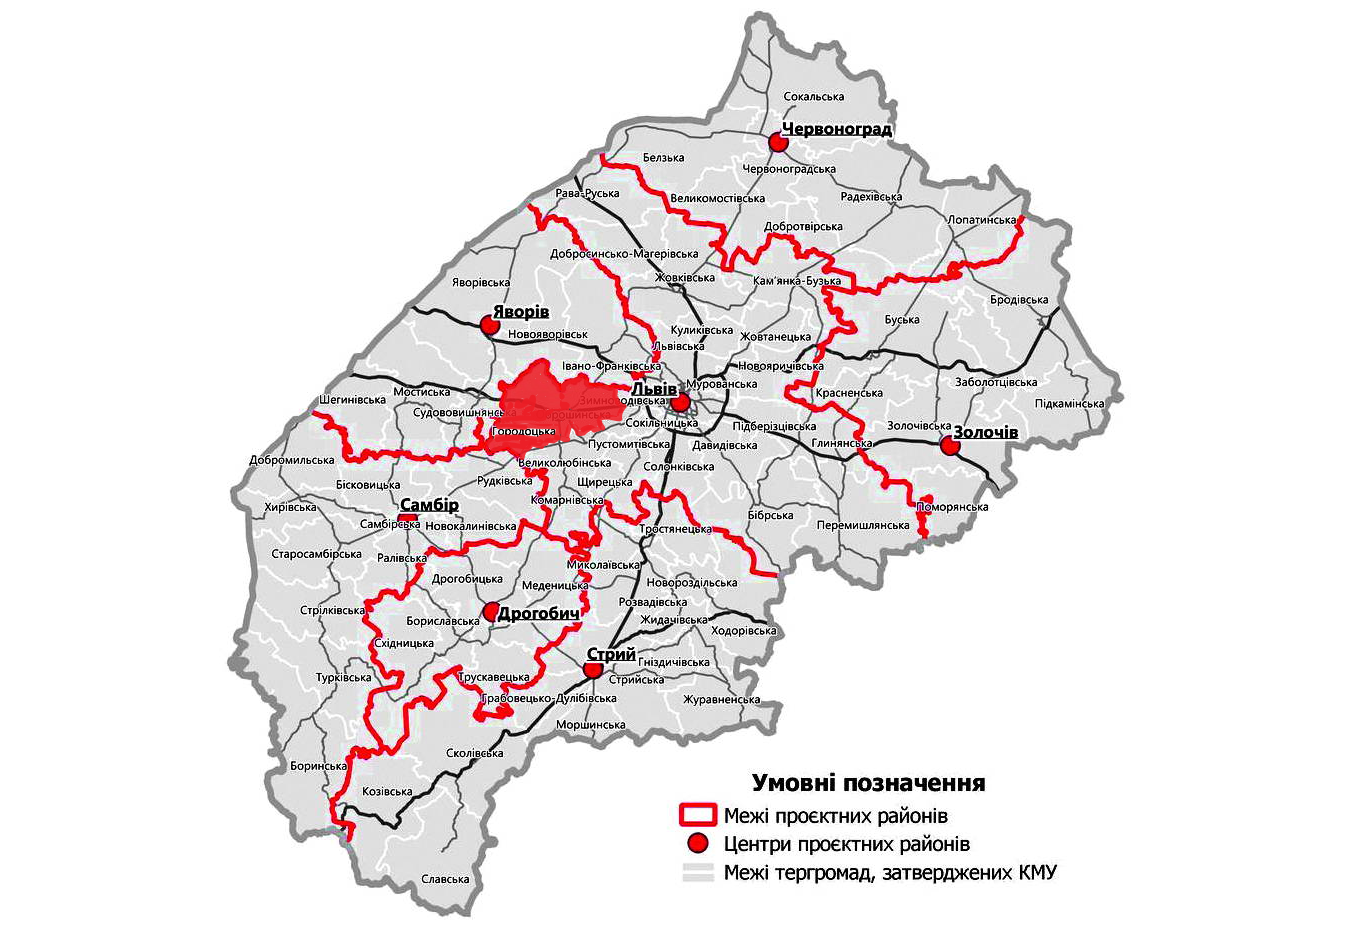 Сокальська
Червоноград
Белзька
Червоноградська
Рава-Руська
Великомостівська
Радехівська
Лопатинська
Добротвірська
Добросинсько-Магерівська
Жовківська
Кам'янка-Бузька
Яворівська
Бродівська
Яворів
Новояворівськ
Куликівська
Буська
Жовтанецька
Львівська
Івано-Франківська
Новояричівська
Мурованська
Заболотцівська
Львів
Мостиська
Шегинівська
Зимноводівська
Красненська
Підкамінська
Судововишнянська
Оброшинська
Сокільницька
Підберізцівська
Золочівська
Золочів
Городоцька
Пустомитівська
Давидівська
Глинянська
Добромильська
Великолюбінська
Солонківська
Бісковицька
Рудківська
Щирецька
Хирівська
Самбір
Комарнівська
Поморянська
Самбірська
Новокалинівська
Тростянецька
Бібрська
Перемишлянська
Старосамбірська
Ралівська
Миколаївська
Дрогобицька
Меденицька
Новороздільська
Стрілківська
Бориславська
Дрогобич
Розвадівська
Жидачівська
Ходорівська
Східницька
Стрий
Гніздичівська
Турківська
Трускавецька
Стрийська
Грабовецько-Дулібівська
Журавненська
Моршинська
Боринська
Сколівська
Козівська
Славська
Умовні позначення
Межі проєктних районів
Центри проєктних районів
Межі тергромад, затверджених КМУ